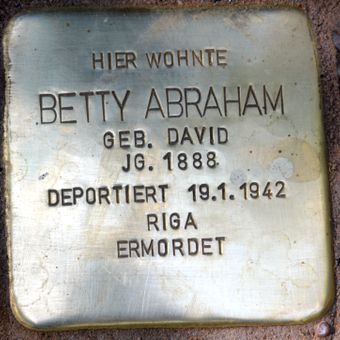 HIER WOHNTE
BETTY ABRAHAM
GEB. DAVID
JG. 1888
DEPORTIERT 19.1.1942
RIGA
ERMORDET